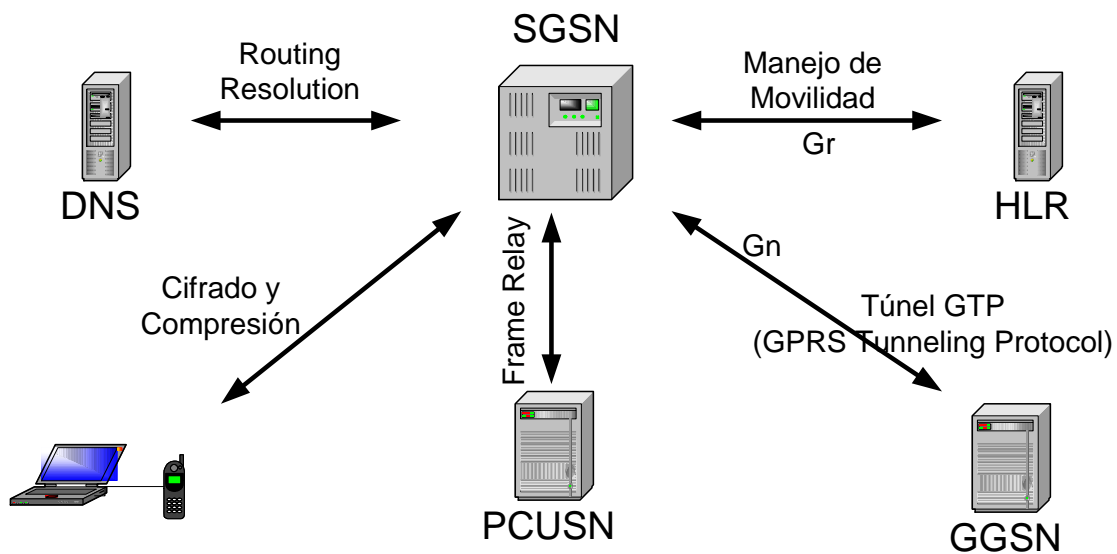 SGSN
Routing
Resolution
Manejo de
Movilidad
Gr
DNS
HLR
Gn
Cifrado y
Compresión
Frame Relay
Túnel GTP
(GPRS Tunneling Protocol)
PCUSN
GGSN